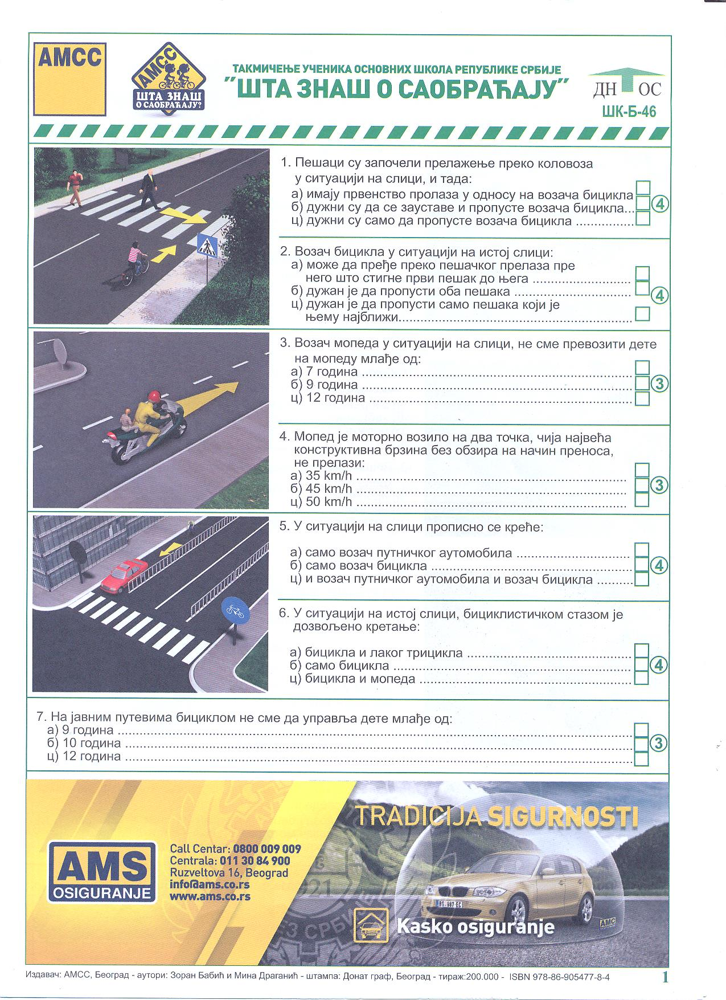 АМСС
АМСС
ШТА ЗНАШ
О САОБРАЋАЈУ?
ТАКМИЧЕЊЕ УЧЕНИКА ОСНОВНИХ ШКОЛА РЕПУБЛИКЕ СРБИЈЕ
"ШТА ЗНАШ О САОБРАЋАЈУ"
ДН ОС
ШК-Б-46
1. Пешаци су започели прелажење преко коловоза
у ситуацији на слици, и тада:
а) имају првенство пролаза у односу на возача бицикла
б) дужни су да се зауставе и пропусте возача бицикла...
ц) дужни су само да пропусте возача бицикла ................
4
2. Возач бицикла у ситуацији на истој слици:
а) може да пређе преко пешачког прелаза пре
него што стигне први пешак до њега ...........................
б) дужан је да пропусти оба пешака ................................
ц) дужан је да пропусти само пешака који је
њему најближи................................................................
4
3. Возач мопеда у ситуацији на слици, не сме превозити дете
на мопеду млађе од:
а) 7 година ........................................................................
б) 9 година ........................................................................
ц) 12 година ......................................................................
3
4. Мопед је моторно возило на два точка, чија највећа
конструктивна брзина без обзира на начин преноса,
не прелази:
а) 35 km/h ........................................................................
б) 45 km/h ........................................................................
ц) 50 km/h ........................................................................
3
5. У ситуацији на слици прописно се креће:
а) само возач путничког аутомобила ...............................
б) само возач бицикла ........................................................
ц) и возач путничког аутомобила и возач бицикла ..........
4
6. У ситуацији на истој слици, бициклистичком стазом је
дозвољено кретање:
а) бицикла и лаког трицикла ............................................
б) само бицикла ................................................................
ц) бицикла и мопеда ..........................................................
4
7. На јавним путевима бициклом не сме да управља дете млађе од:
а) 9 година ........................................................................
б) 10 година ......................................................................
ц) 12 година ......................................................................
3
TRADICIJA SIGURNOSTI
AMS
OSIGURANJE
Call Centar: 0800 009 009
Centrala: 011 30 84 900
Ruzveltova 16, Beograd
info@ams.co.rs
www.ams.co.rs
Kasko osiguranje
Издавач: АМСС, Београд - аутори: Зоран Бабић и Мина Драганић - штампа: Донат граф, Београд - тираж:200.000 - ISBN 978-86-905477-8-4
1